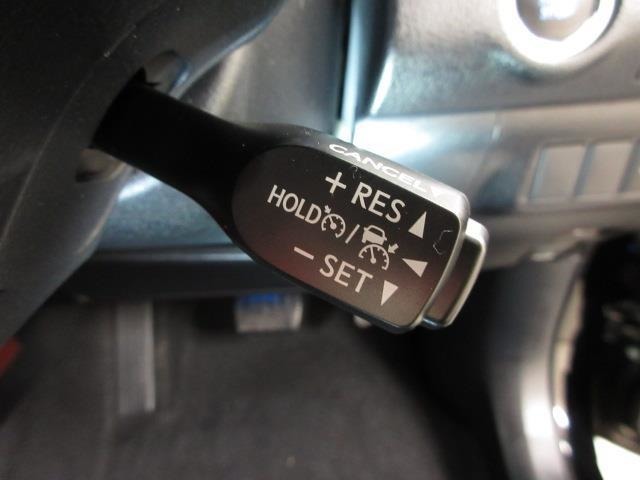 CANCEL
+ RES
HOLD /
− SET